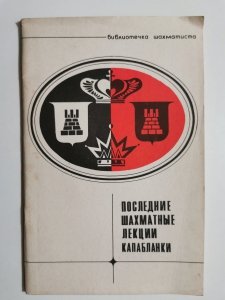 библиотечка шахматиста
ПОСЛЕДНИЕ
ШАХМАТНЫЕ
ЛЕКЦИИ
КАПАБЛАНКИ